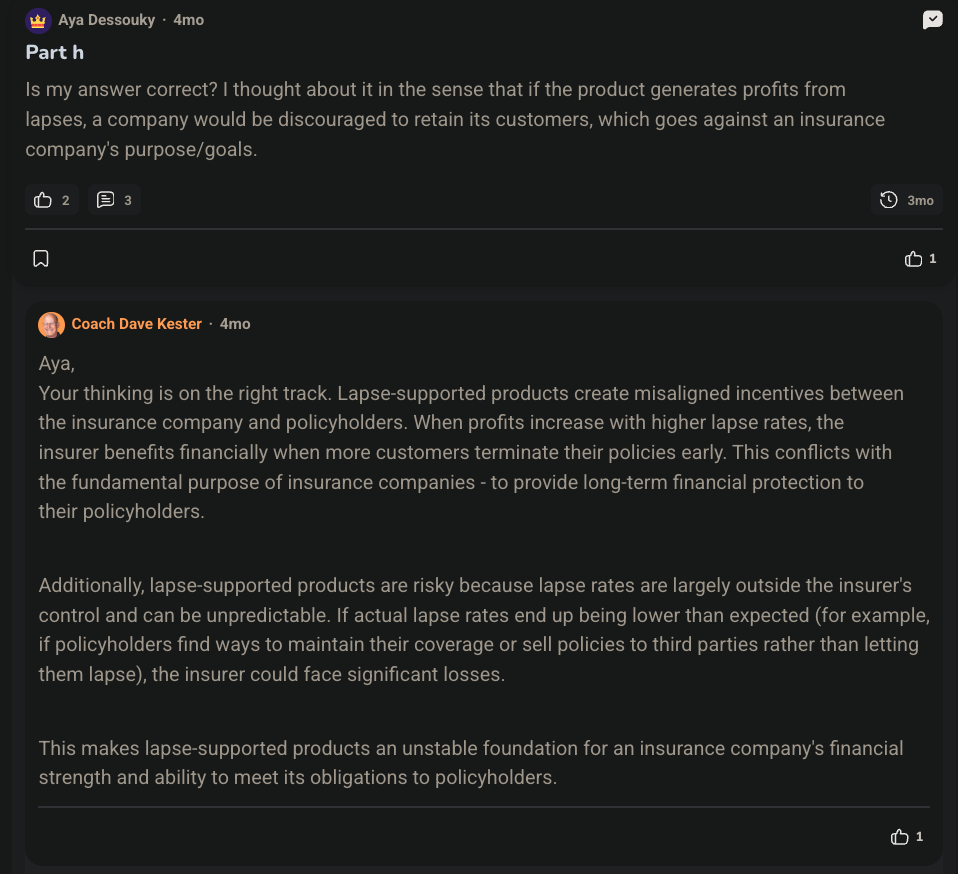 Aya Dessouky · 4mo
Part h
Is my answer correct? I thought about it in the sense that if the product generates profits from
lapses, a company would be discouraged to retain its customers, which goes against an insurance
company's purpose/goals.
2 3 3mo
1
Coach Dave Kester · 4mo
Aya,
Your thinking is on the right track. Lapse-supported products create misaligned incentives between
the insurance company and policyholders. When profits increase with higher lapse rates, the
insurer benefits financially when more customers terminate their policies early. This conflicts with
the fundamental purpose of insurance companies - to provide long-term financial protection to
their policyholders.
Additionally, lapse-supported products are risky because lapse rates are largely outside the insurer's
control and can be unpredictable. If actual lapse rates end up being lower than expected (for example,
if policyholders find ways to maintain their coverage or sell policies to third parties rather than letting
them lapse), the insurer could face significant losses.
This makes lapse-supported products an unstable foundation for an insurance company's financial
strength and ability to meet its obligations to policyholders.
1